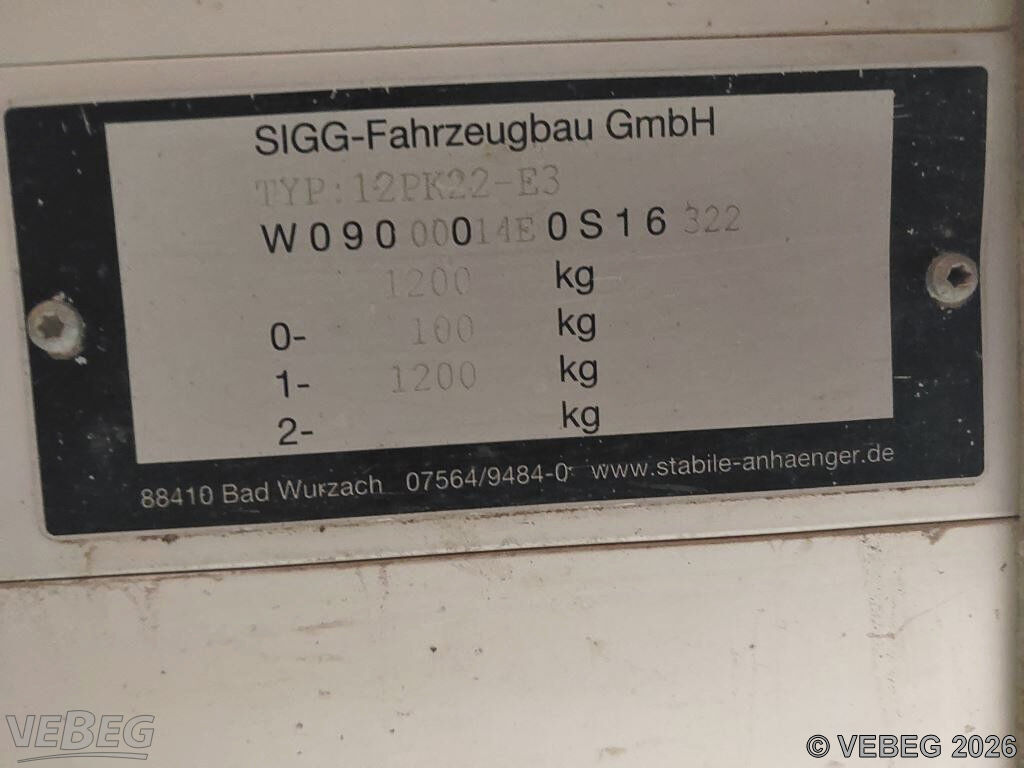 SIGG-Fahrzeugbau GmbH
TYP:12PK22-E3
W09000014E0S16322
1200 kg
0- 100 kg
1- 1200 kg
2- kg
88410 Bad Wurzach 07564/9484-0 www.stabile-anhaenger.de
VEBEG
© VEBEG 2026